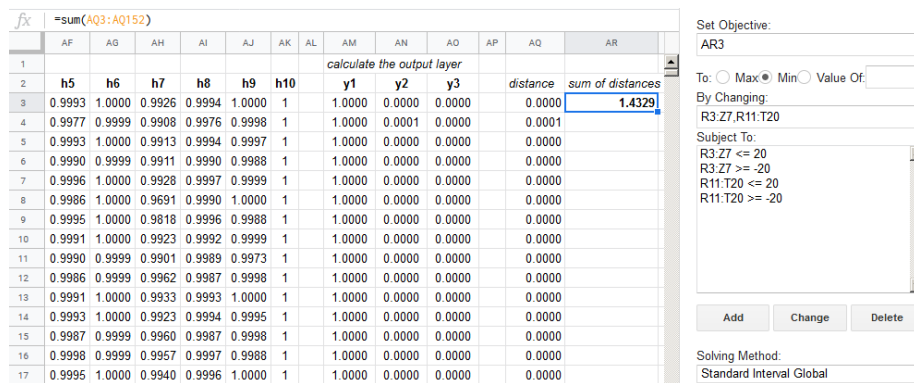 fx =sum(AQ3:AQ152)
AF AG AH AI AJ AK AL AM AN AO AP AQ AR
1 calculate the output layer
2 h5 h6 h7 h8 h9 h10 y1 y2 y3 distance sum of distances
3 0.9993 1.0000 0.9926 0.9994 1.0000 1 1.0000 0.0000 0.0000 0.0000 1.4329
4 0.9977 0.9999 0.9908 0.9976 0.9998 1 1.0000 0.0001 0.0000 0.0001
5 0.9993 1.0000 0.9913 0.9994 0.9997 1 1.0000 0.0000 0.0000 0.0000
6 0.9990 0.9999 0.9911 0.9990 0.9988 1 1.0000 0.0000 0.0000 0.0000
7 0.9996 1.0000 0.9928 0.9997 0.9999 1 1.0000 0.0000 0.0000 0.0000
8 0.9986 1.0000 0.9691 0.9990 1.0000 1 1.0000 0.0000 0.0000 0.0000
9 0.9995 1.0000 0.9818 0.9996 0.9988 1 1.0000 0.0000 0.0000 0.0000
10 0.9991 1.0000 0.9923 0.9992 0.9999 1 1.0000 0.0000 0.0000 0.0000
11 0.9990 0.9999 0.9901 0.9989 0.9973 1 1.0000 0.0000 0.0000 0.0000
12 0.9986 0.9999 0.9962 0.9987 0.9998 1 1.0000 0.0000 0.0000 0.0000
13 0.9991 1.0000 0.9933 0.9993 1.0000 1 1.0000 0.0000 0.0000 0.0000
14 0.9993 1.0000 0.9923 0.9994 0.9995 1 1.0000 0.0000 0.0000 0.0000
15 0.9987 0.9999 0.9960 0.9987 0.9998 1 1.0000 0.0000 0.0000 0.0000
16 0.9998 0.9999 0.9957 0.9997 0.9988 1 1.0000 0.0000 0.0000 0.0000
17 0.9995 1.0000 0.9940 0.9996 1.0000 1 1.0000 0.0000 0.0000 0.0000
Set Objective:
AR3
To: Max Min Value Of:
By Changing:
R3:Z7,R11:T20
Subject To:
R3:Z7 <= 20
R3:Z7 >= -20
R11:T20 <= 20
R11:T20 >= -20
Add Change Delete
Solving Method:
Standard Interval Global